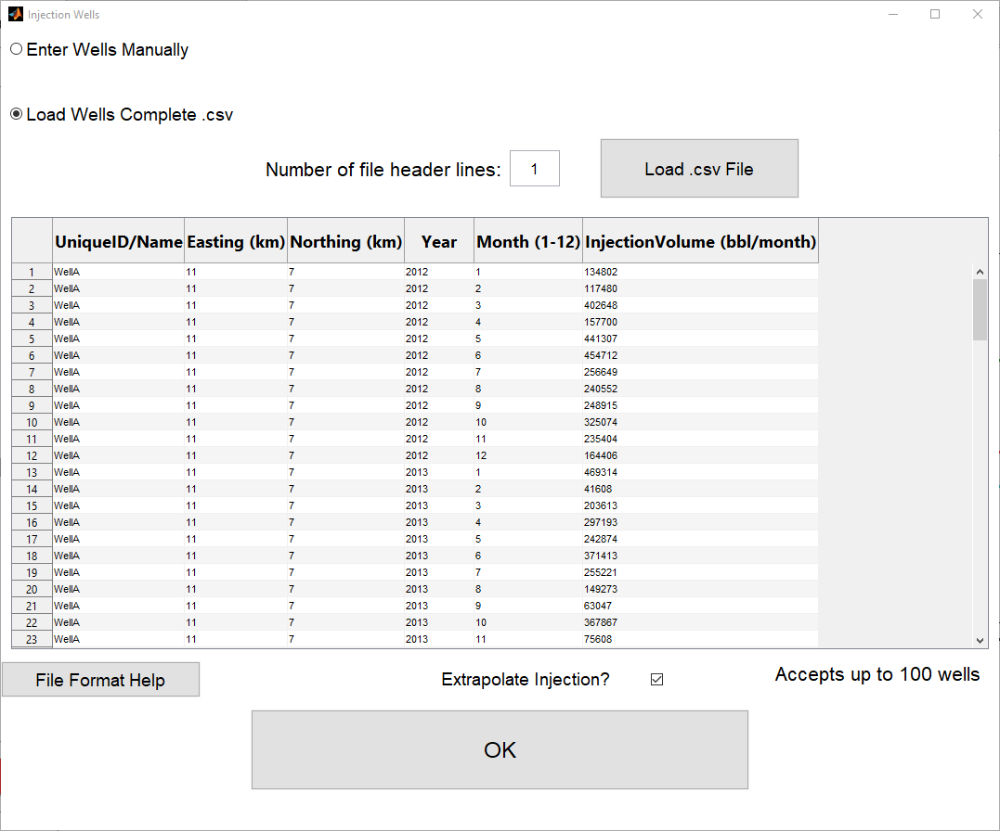 Injection Wells
Enter Wells Manually
Load Wells Complete .csv
Number of file header lines: 1 Load .csv File
UniqueID/Name Easting (km) Northing (km) Year Month (1-12) InjectionVolume (bbl/month)
1 WellA 11 7 2012 1 134802
2 WellA 11 7 2012 2 117480
3 WellA 11 7 2012 3 402648
4 WellA 11 7 2012 4 157700
5 WellA 11 7 2012 5 441307
6 WellA 11 7 2012 6 454712
7 WellA 11 7 2012 7 256649
8 WellA 11 7 2012 8 240552
9 WellA 11 7 2012 9 248915
10 WellA 11 7 2012 10 325074
11 WellA 11 7 2012 11 235404
12 WellA 11 7 2012 12 164406
13 WellA 11 7 2013 1 469314
14 WellA 11 7 2013 2 41608
15 WellA 11 7 2013 3 203613
16 WellA 11 7 2013 4 297193
17 WellA 11 7 2013 5 242874
18 WellA 11 7 2013 6 371413
19 WellA 11 7 2013 7 255221
20 WellA 11 7 2013 8 149273
21 WellA 11 7 2013 9 63047
22 WellA 11 7 2013 10 367867
23 WellA 11 7 2013 11 75608
File Format Help Extrapolate Injection? Accepts up to 100 wells
OK